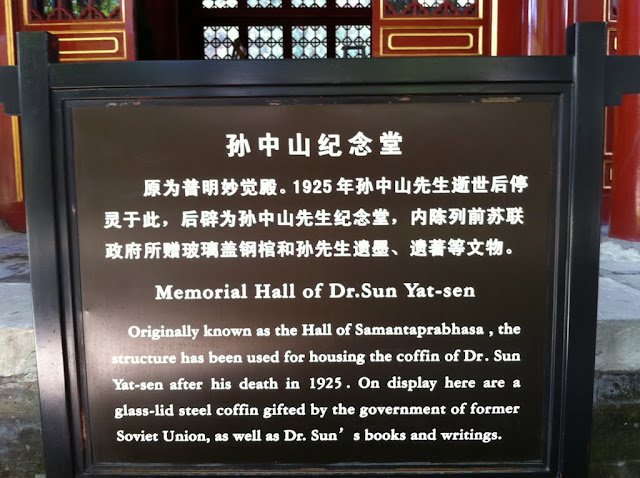 孙中山纪念堂
原为普明妙觉殿。1925年孙中山先生逝世后停
灵于此，后辟为孙中山先生纪念堂，内陈列前苏联
政府所赠玻璃盖钢棺和孙先生遗墨、遗著等文物。
Memorial Hall of Dr.Sun Yat-sen
Originally known as the Hall of Samantaprabhasa , the
structure has been used for housing the coffin of Dr. Sun
Yat-sen after his death in 1925 . On display here are a
glass-lid steel coffin gifted by the government of former
Soviet Union, as well as Dr. Sun’s books and writings.